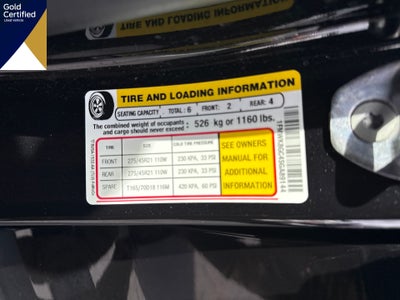 Gold
Certified
TIRE AND LOADING INFORMATION
SEATING CAPACITY TOTAL: 6 FRONT: 2 REAR: 4
The combined weight of occupants and cargo should never exceed 526 kg or 1160 lbs.
TIRE SIZE COLD TIRE PRESSURE
FRONT 275/45R21 110W 230 KPA, 33 PSI
REAR 275/45R21 110W 230 KPA, 33 PSI
SPARE T165/70D18 116M 420 KPA, 60 PSI
SEE OWNERS
MANUAL FOR
ADDITIONAL
INFORMATION